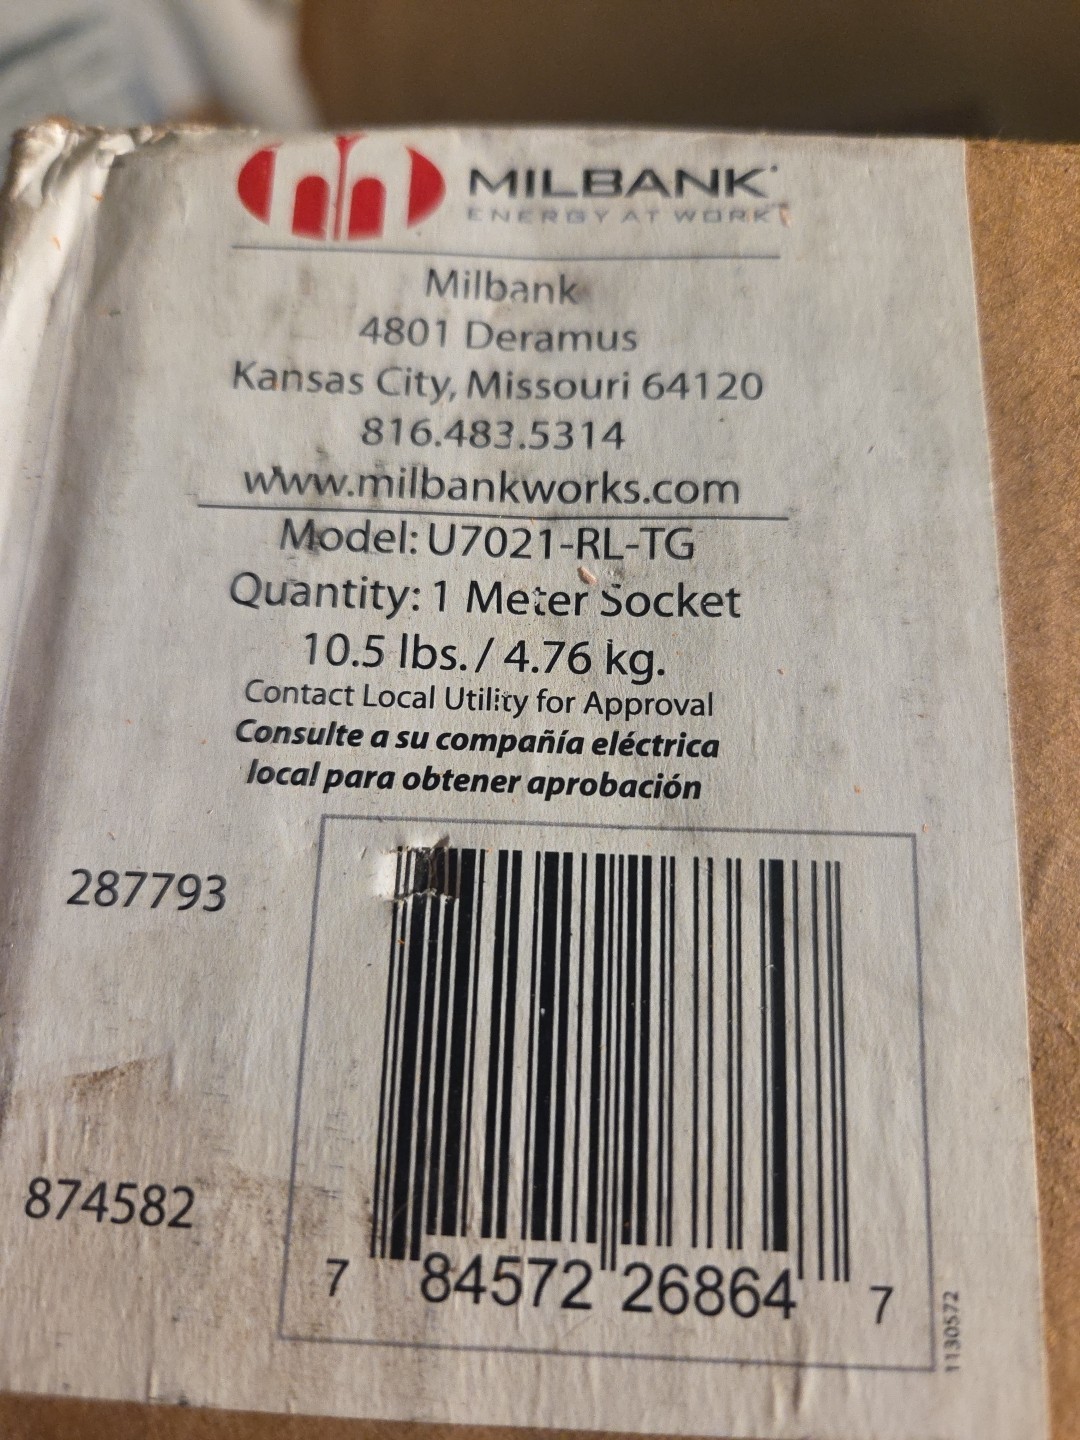 MILBANK
ENERGY AT WORK
Milbank
4801 Deramus
Kansas City, Missouri 64120
816.483.5314
www.milbankworks.com
Model: U7021-RL-TG
Quantity: 1 Meter Socket
10.5 lbs. / 4.76 kg.
Contact Local Utility for Approval
Consulte a su compañía eléctrica
local para obtener aprobación
287793
874582
7 84572 26864 7
1130572